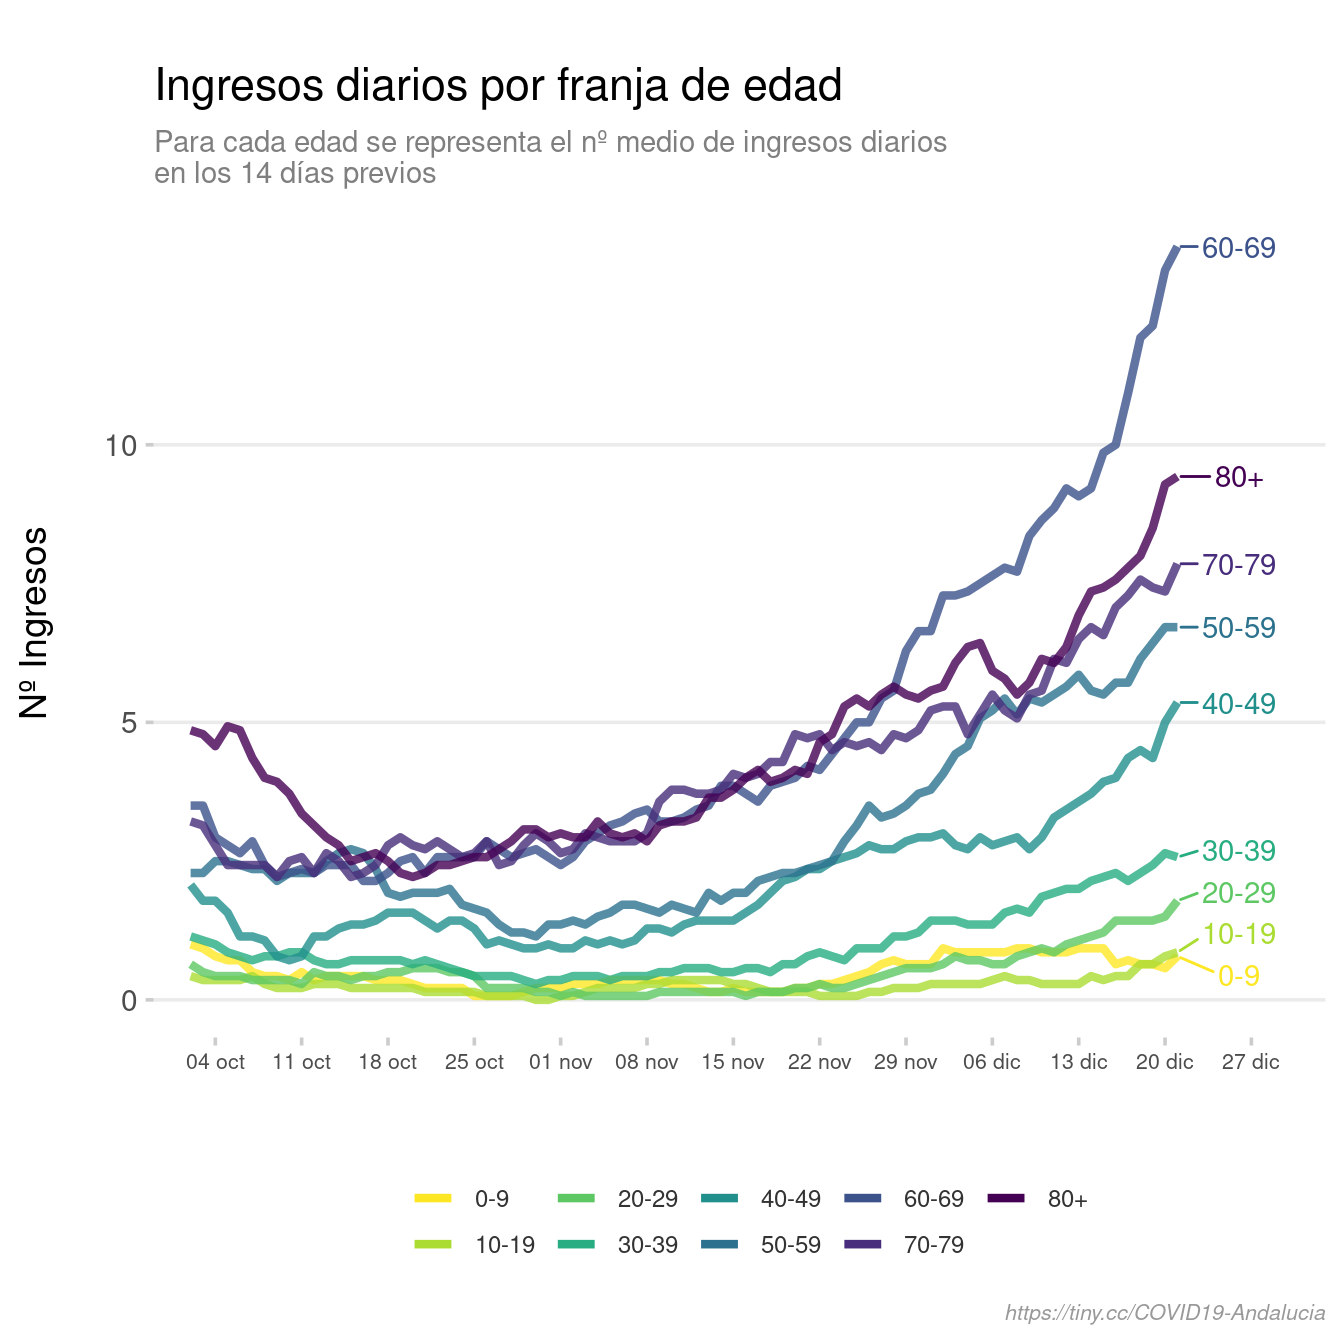 Ingresos diarios por franja de edad
Para cada edad se representa el nº medio de ingresos diarios
en los 14 días previos
Nº Ingresos
10
5
0
60-69
80+
70-79
50-59
40-49
30-39
20-29
10-19
0-9
04 oct 11 oct 18 oct 25 oct 01 nov 08 nov 15 nov 22 nov 29 nov 06 dic 13 dic 20 dic 27 dic
0-9 20-29 40-49 60-69 80+
10-19 30-39 50-59 70-79
https://tiny.cc/COVID19-Andalucia